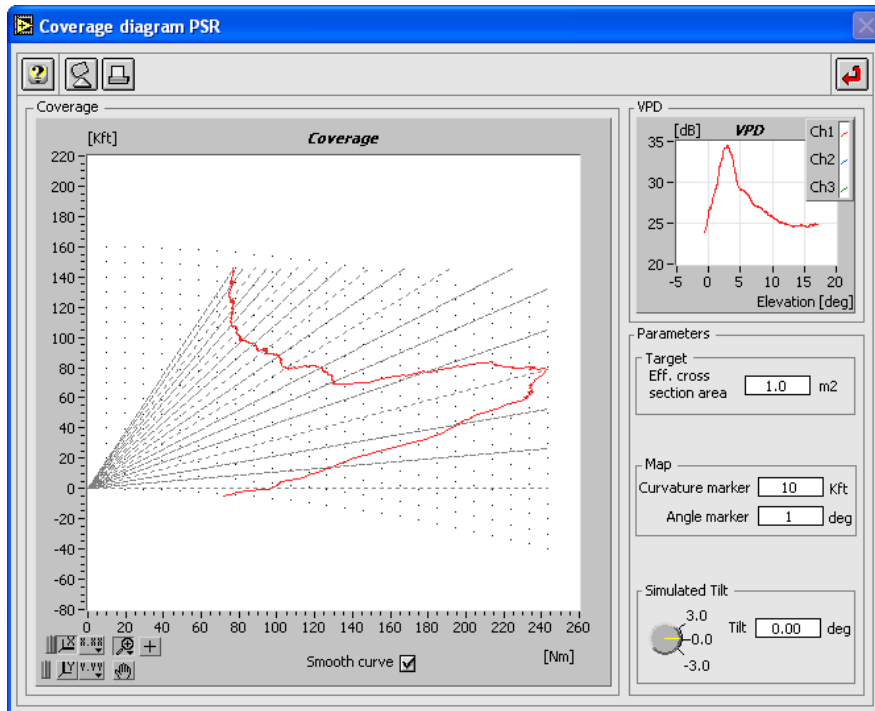 Coverage diagram PSR
Coverage
[Kft]
Coverage
220
200
180
160
140
120
100
80
60
40
20
0
-20
-40
-60
-80
0 20 40 60 80 100 120 140 160 180 200 220 240 260
[Nm]
Smooth curve
X
X.XX
Y
Y.YY
VPD
[dB] VPD
Ch1
Ch2
Ch3
35
30
25
20
-5 0 5 10 15 20
Elevation [deg]
Parameters
Target
Eff. cross
section area 1.0 m2
Map
Curvature marker 10 Kft
Angle marker 1 deg
Simulated Tilt
3.0
0.0
-3.0
Tilt 0.00 deg